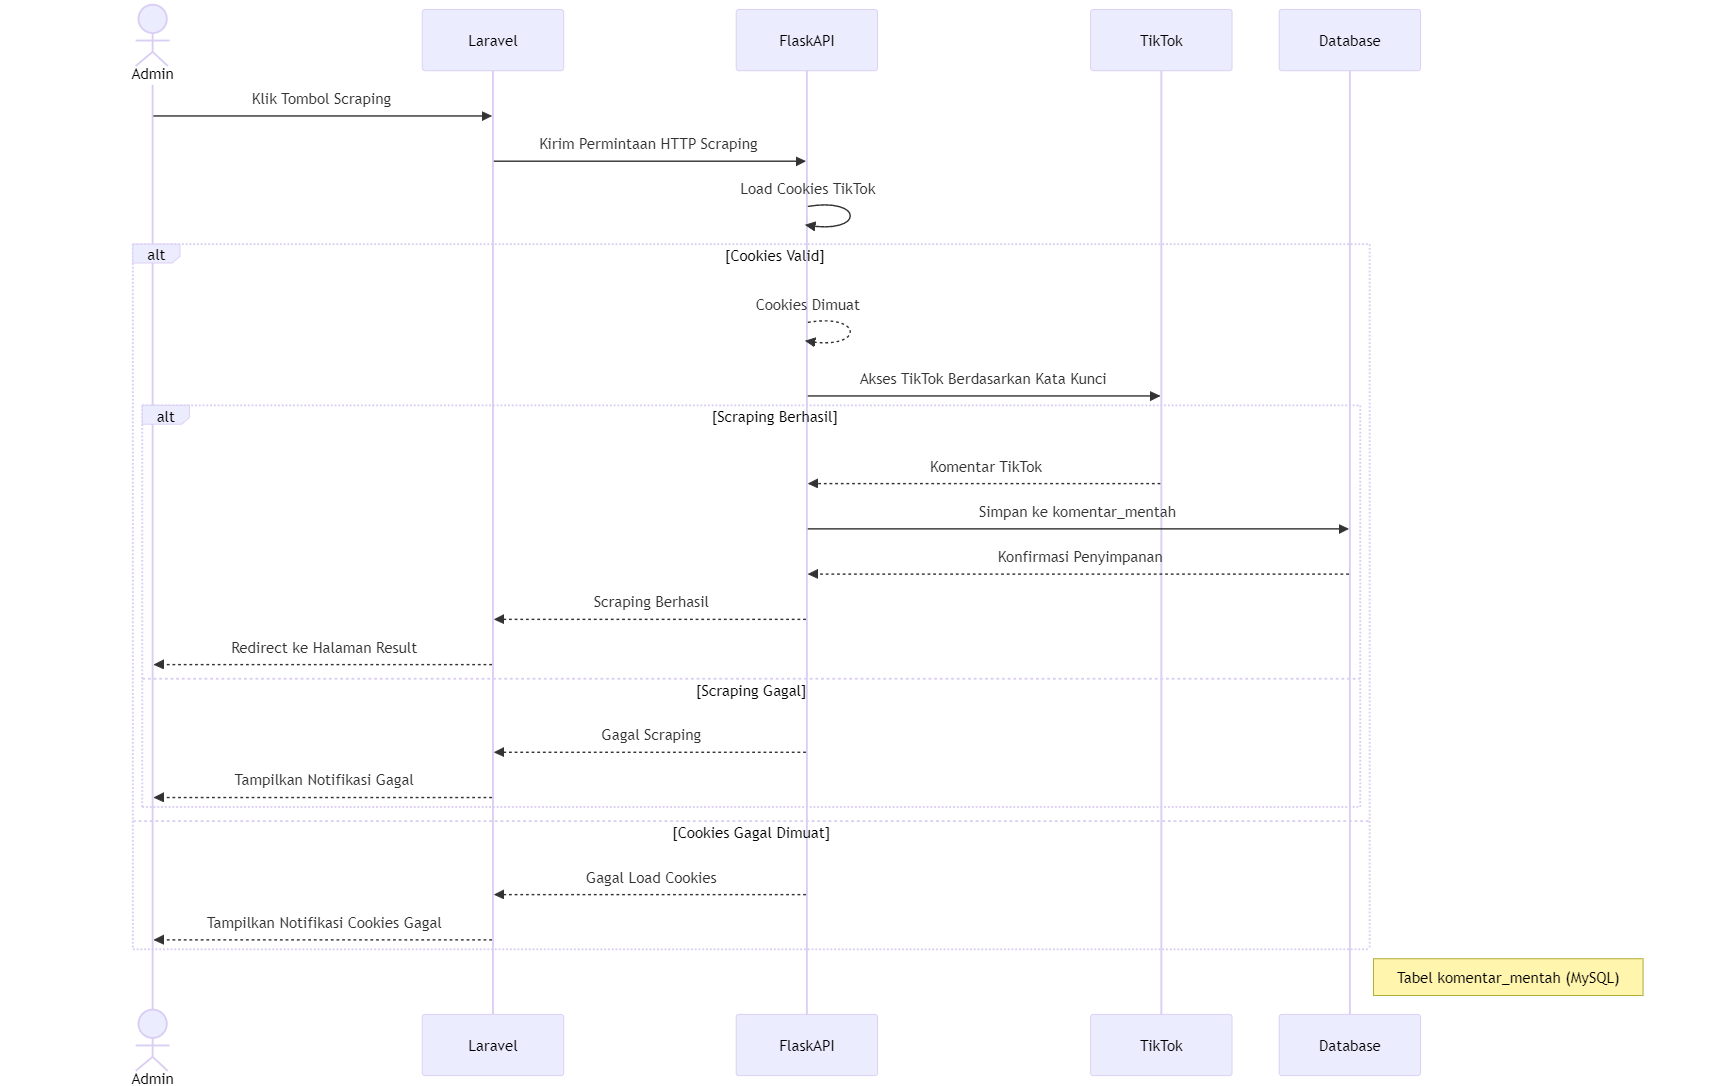 Admin
Laravel
FlaskAPI
TikTok
Database
Klik Tombol Scraping
Kirim Permintaan HTTP Scraping
Load Cookies TikTok
alt
[Cookies Valid]
Cookies Dimuat
Akses TikTok Berdasarkan Kata Kunci
alt
[Scraping Berhasil]
Komentar TikTok
Simpan ke komentar_mentah
Konfirmasi Penyimpanan
Scraping Berhasil
Redirect ke Halaman Result
[Scraping Gagal]
Gagal Scraping
Tampilkan Notifikasi Gagal
[Cookies Gagal Dimuat]
Gagal Load Cookies
Tampilkan Notifikasi Cookies Gagal
Tabel komentar_mentah (MySQL)
Admin
Laravel
FlaskAPI
TikTok
Database